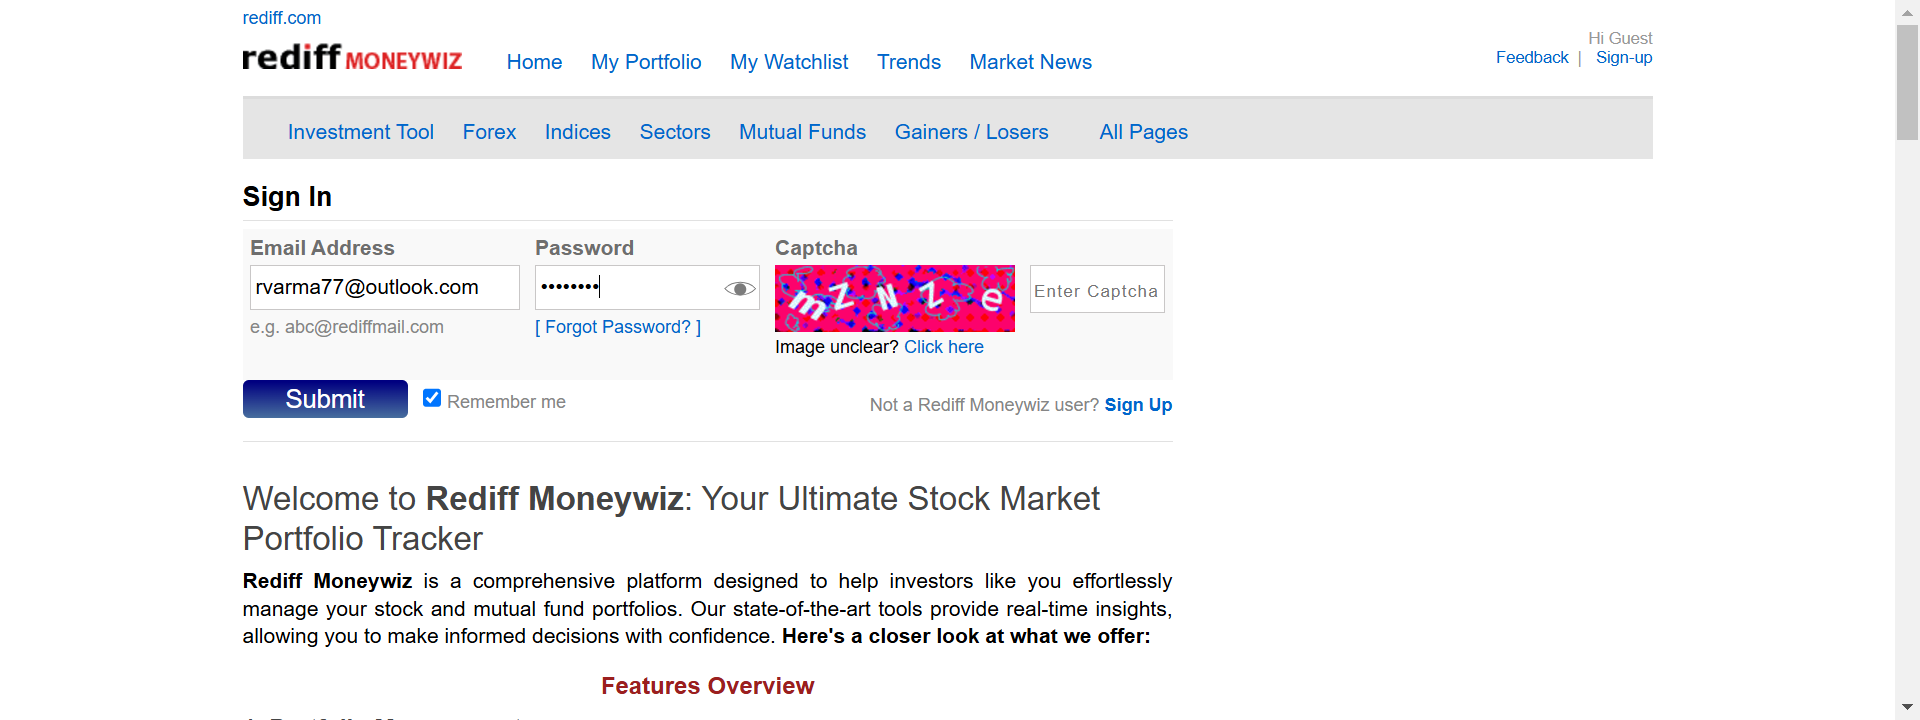 rediff.com
rediff MONEYWIZ
Home My Portfolio My Watchlist Trends Market News
Hi Guest
Feedback | Sign-up
Investment Tool Forex Indices Sectors Mutual Funds Gainers / Losers All Pages
Sign In
Email Address Password Captcha
rvarma77@outlook.com •••••••• mZNZe Enter Captcha
e.g. abc@rediffmail.com [ Forgot Password? ]
Image unclear? Click here
Submit Remember me Not a Rediff Moneywiz user? Sign Up
Welcome to Rediff Moneywiz: Your Ultimate Stock Market
Portfolio Tracker
Rediff Moneywiz is a comprehensive platform designed to help investors like you effortlessly
manage your stock and mutual fund portfolios. Our state-of-the-art tools provide real-time insights,
allowing you to make informed decisions with confidence. Here's a closer look at what we offer:
Features Overview